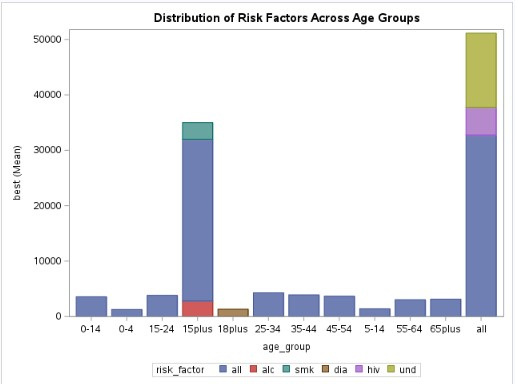 Distribution of Risk Factors Across Age Groups
50000
40000
30000
20000
10000
0
best (Mean)
0-14 0-4 15-24 15plus 18plus 25-34 35-44 45-54 5-14 55-64 65plus all
age_group
risk_factor all alc smk dia hiv und